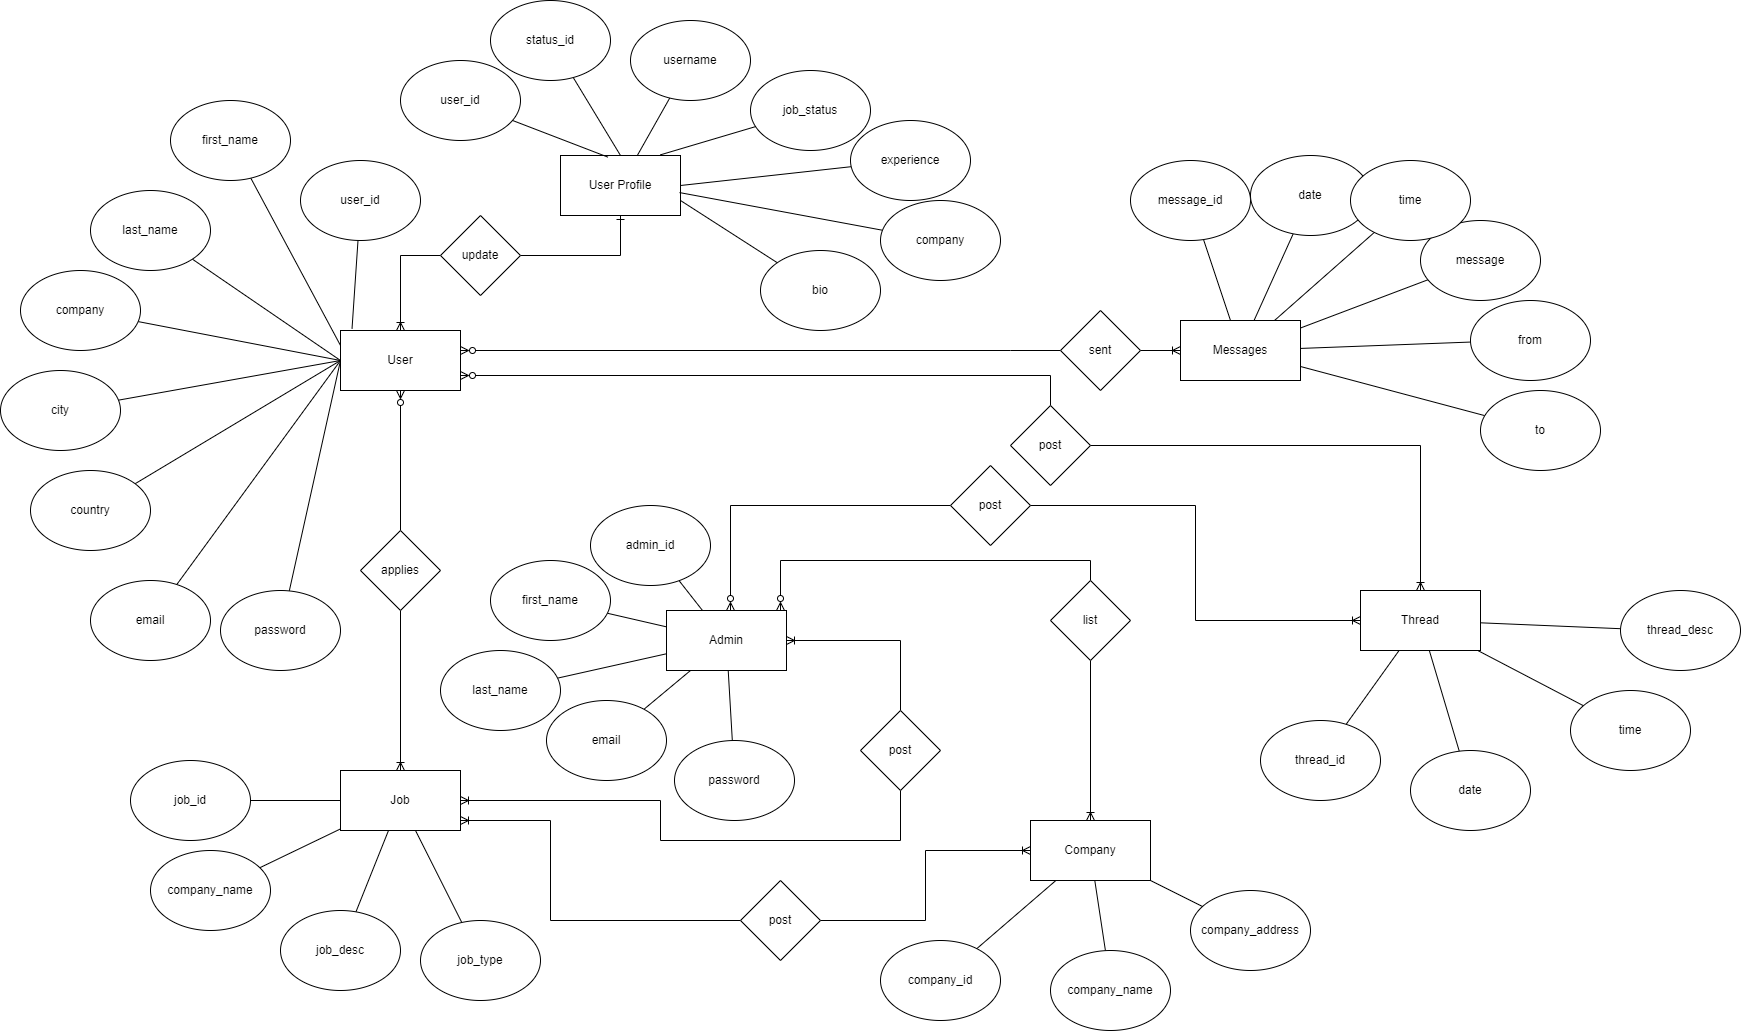 status_id
username
user_id
job_status
first_name
experience
User Profile
user_id
message_id
date
time
last_name
company
update
message
bio
company
from
User
sent
Messages
city
to
post
country
post
admin_id
applies
first_name
email
list
Thread
password
thread_desc
Admin
last_name
time
email
post
thread_id
password
date
job_id
Job
Company
company_name
post
company_address
job_desc
job_type
company_id
company_name